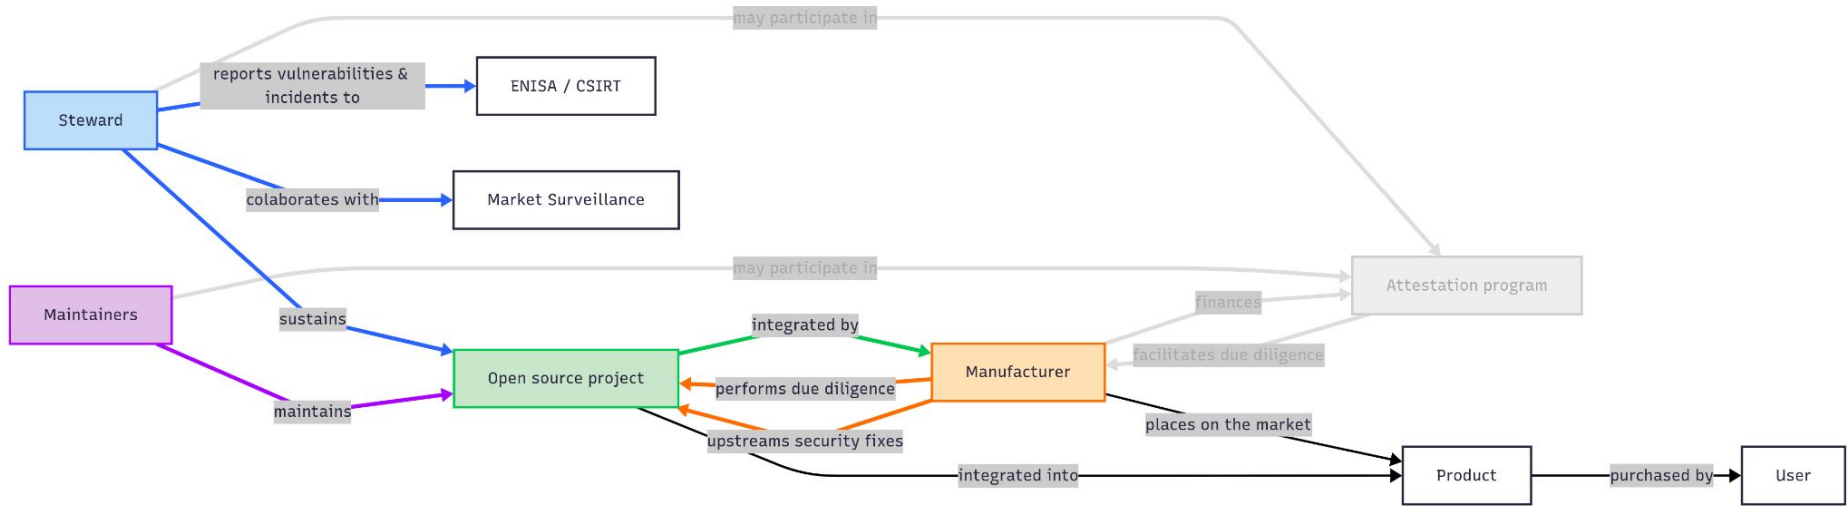 may participate in
reports vulnerabilities &
incidents to
ENISA / CSIRT
Steward
colaborates with
Market Surveillance
may participate in
Attestation program
finances
Maintainers
sustains
integrated by
facilitates due diligence
Open source project
performs due diligence
Manufacturer
maintains
upstreams security fixes
places on the market
integrated into
Product
purchased by
User